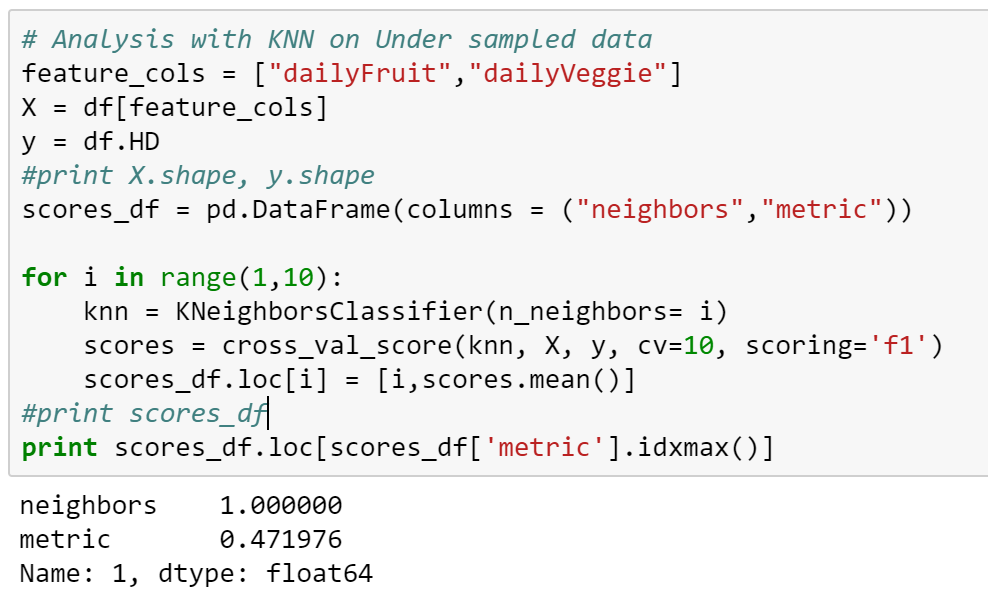 # Analysis with KNN on Under sampled data
feature_cols = ["dailyFruit","dailyVeggie"]
X = df[feature_cols]
y = df.HD
#print X.shape, y.shape
scores_df = pd.DataFrame(columns = ("neighbors","metric"))
for i in range(1,10):
    knn = KNeighborsClassifier(n_neighbors= i)
    scores = cross_val_score(knn, X, y, cv=10, scoring='f1')
    scores_df.loc[i] = [i,scores.mean()]
#print scores_df
print scores_df.loc[scores_df['metric'].idxmax()]
neighbors    1.000000
metric       0.471976
Name: 1, dtype: float64